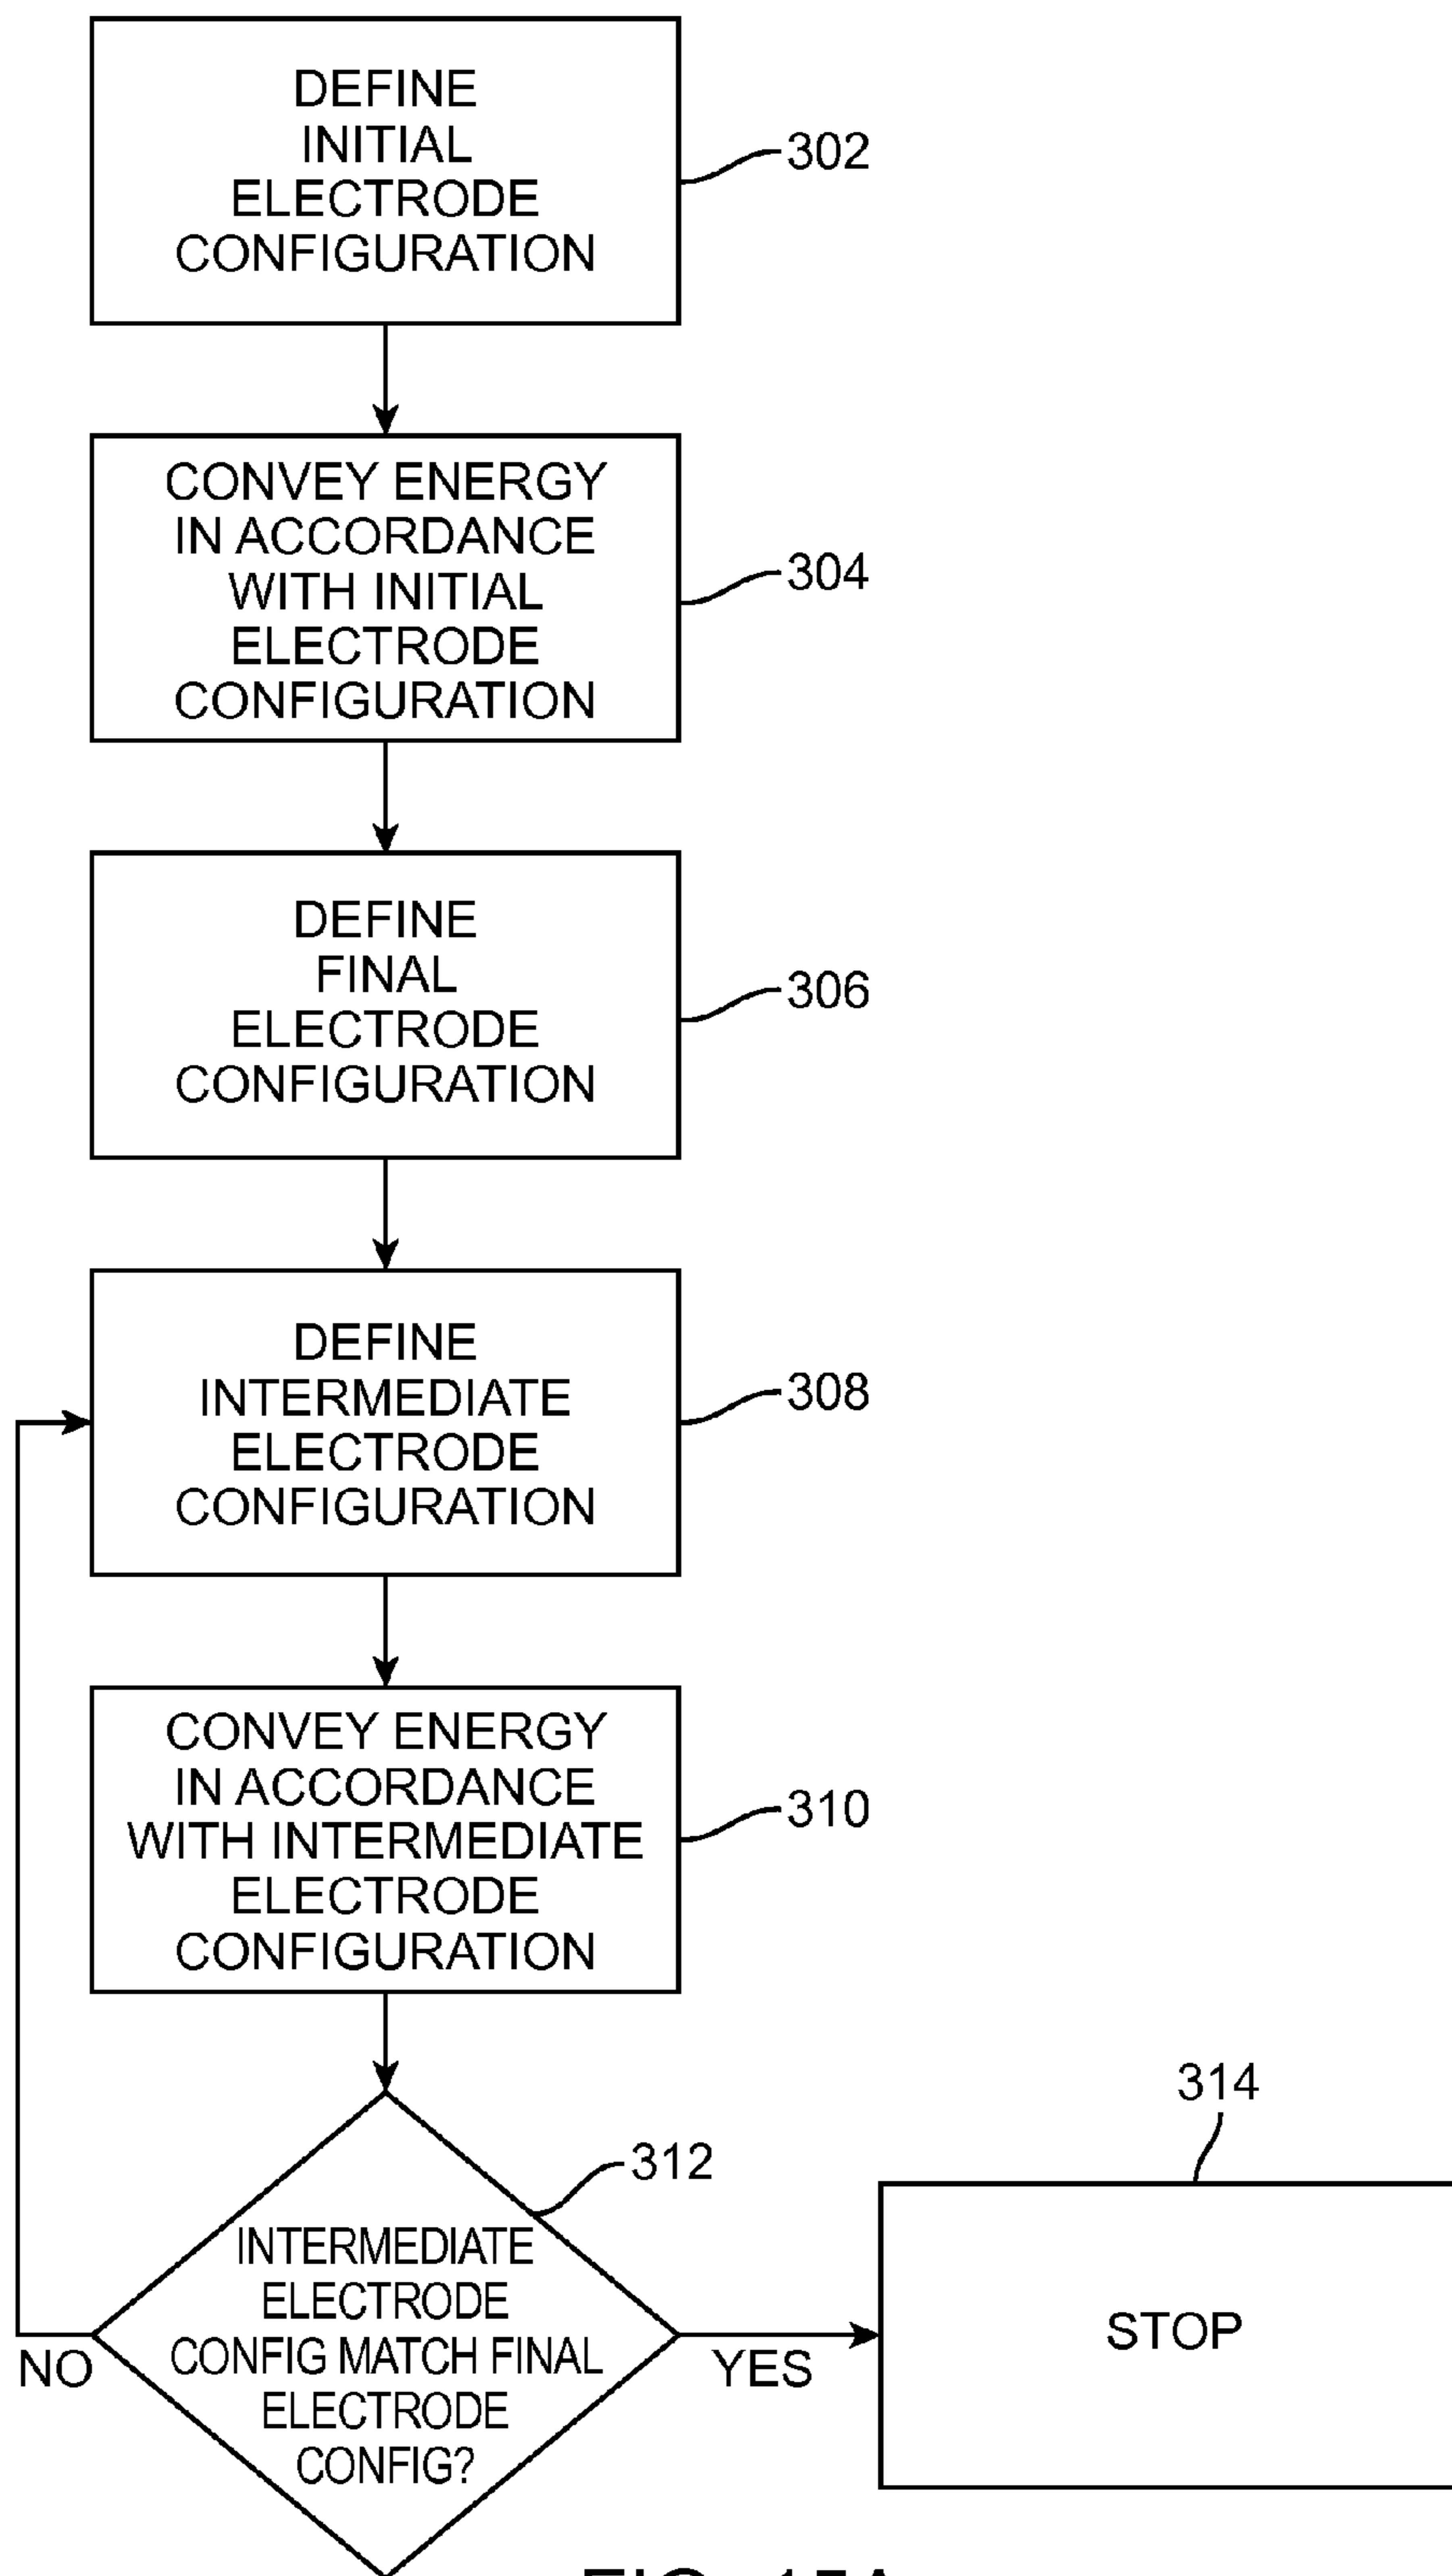 DEFINE
INITIAL
ELECTRODE
CONFIGURATION
302
CONVEY ENERGY
IN ACCORDANCE
WITH INITIAL
ELECTRODE
CONFIGURATION
304
DEFINE
FINAL
ELECTRODE
CONFIGURATION
306
DEFINE
INTERMEDIATE
ELECTRODE
CONFIGURATION
308
CONVEY ENERGY
IN ACCORDANCE
WITH INTERMEDIATE
ELECTRODE
CONFIGURATION
310
312
INTERMEDIATE
ELECTRODE
CONFIG MATCH FINAL
ELECTRODE
CONFIG?
NO
YES
314
STOP